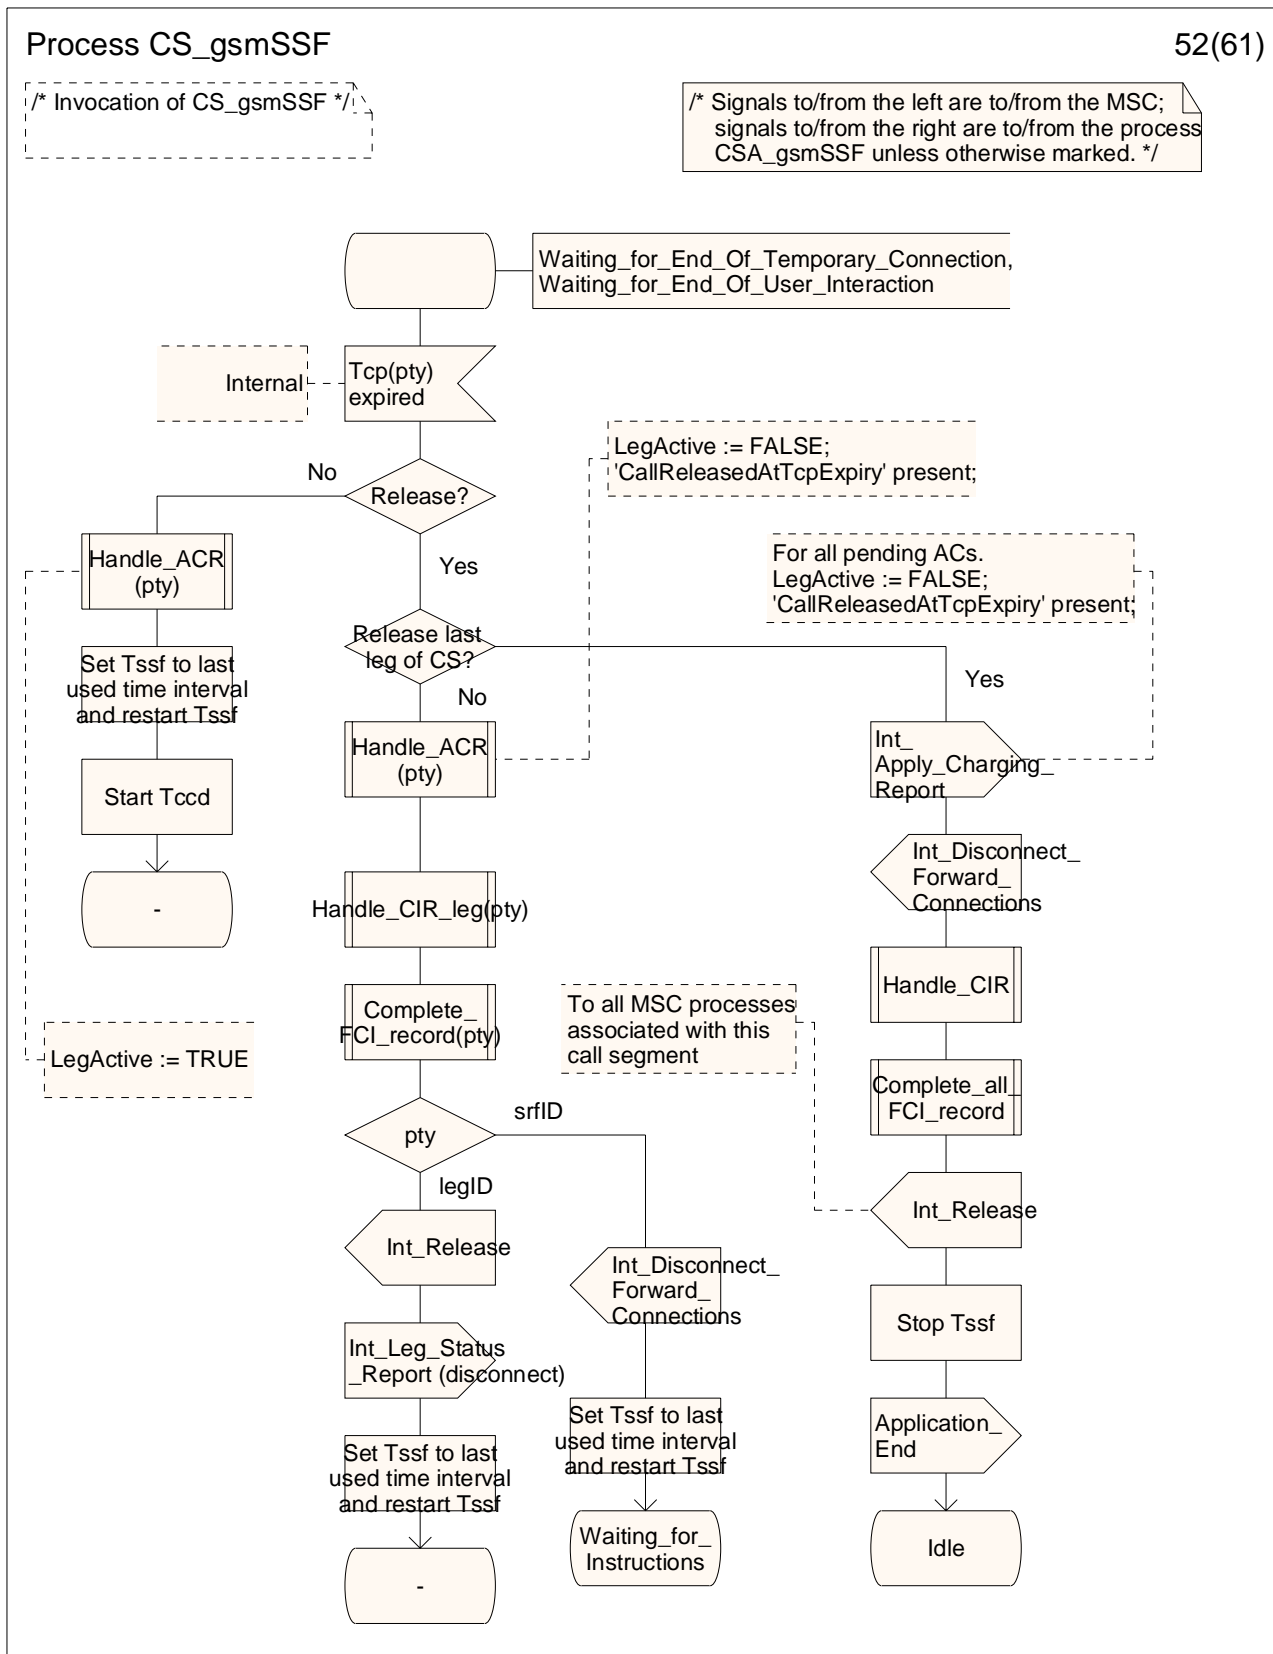 Process CS_gsmSSF
52(61)
/* Invocation of CS_gsmSSF */
/* Signals to/from the left are to/from the MSC;
signals to/from the right are to/from the process
CSA_gsmSSF unless otherwise marked. */
Waiting_for_End_Of_Temporary_Connection,
Waiting_for_End_Of_User_Interaction
Internal
Tcp(pty)
expired
LegActive := FALSE;
'CallReleasedAtTcpExpiry' present;
No
Release?
Yes
For all pending ACs.
LegActive := FALSE;
'CallReleasedAtTcpExpiry' present;
Handle_ACR
(pty)
Release last
leg of CS?
Yes
No
Set Tssf to last
used time interval
and restart Tssf
Handle_ACR
(pty)
Int_
Apply_Charging_
Report
Start Tccd
Int_Disconnect_
Forward_
Connections
-
Handle_CIR_leg(pty)
Handle_CIR
Complete_
FCI_record(pty)
To all MSC processes
associated with this
call segment
LegActive := TRUE
Complete_all_
FCI_record
srfID
pty
legID
Int_Release
Int_Release
Int_Disconnect_
Forward_
Connections
Stop Tssf
Int_Leg_Status
_Report (disconnect)
Set Tssf to last
used time interval
and restart Tssf
Application_
End
Set Tssf to last
used time interval
and restart Tssf
Waiting_for_
Instructions
Idle
-